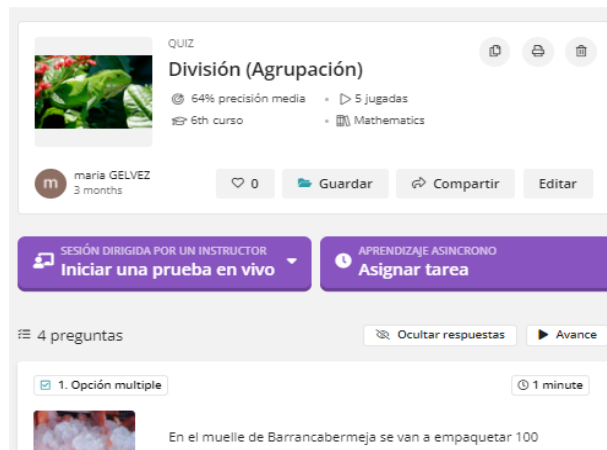 QUIZ
División (Agrupación)
64% precisión media • 5 jugadas
6th curso • Mathematics
m
maria GELVEZ
3 months
0 Guardar Compartir Editar
SESIÓN DIRIGIDA POR UN INSTRUCTOR
Iniciar una prueba en vivo
APRENDIZAJE ASINCRONO
Asignar tarea
4 preguntas
Ocultar respuestas
Avance
1. Opción multiple
1 minute
En el muelle de Barrancabermeja se van a empaquetar 100